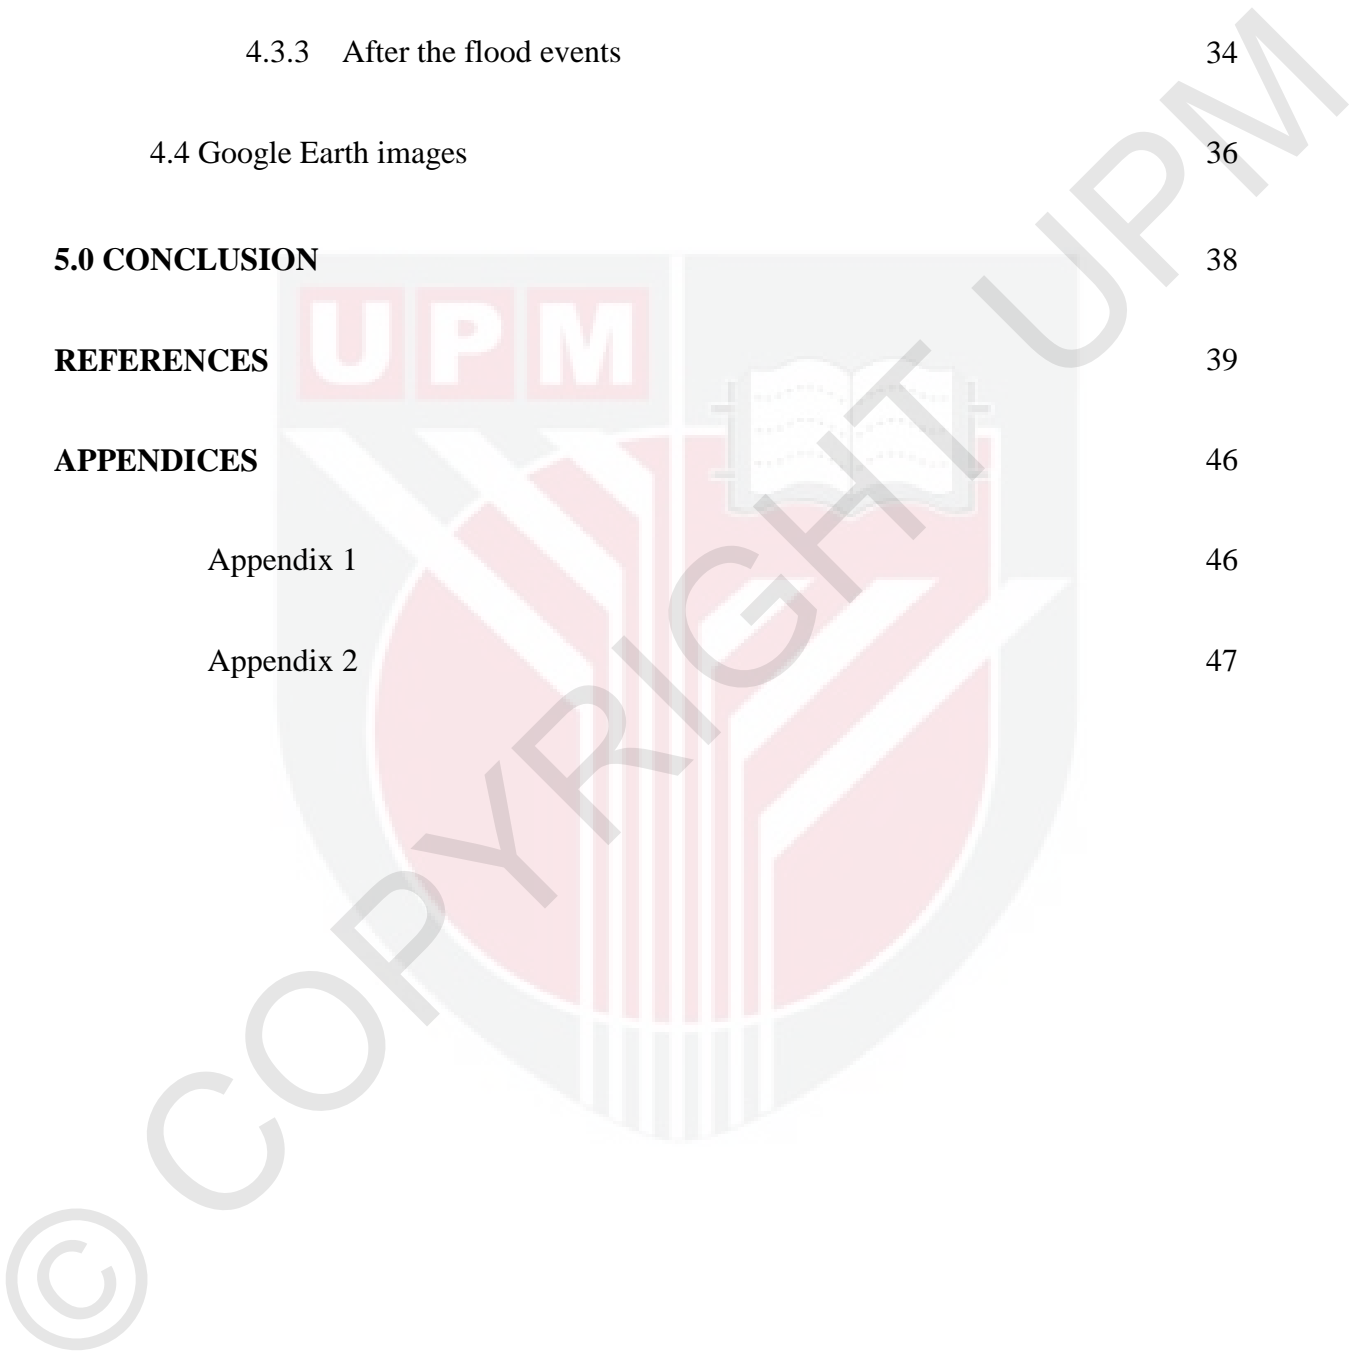 4.3.3 After the flood events 34
4.4 Google Earth images 36
5.0 CONCLUSION 38
REFERENCES 39
APPENDICES 46
Appendix 1 46
Appendix 2 47
UPM
© COPYRIGHT UPM